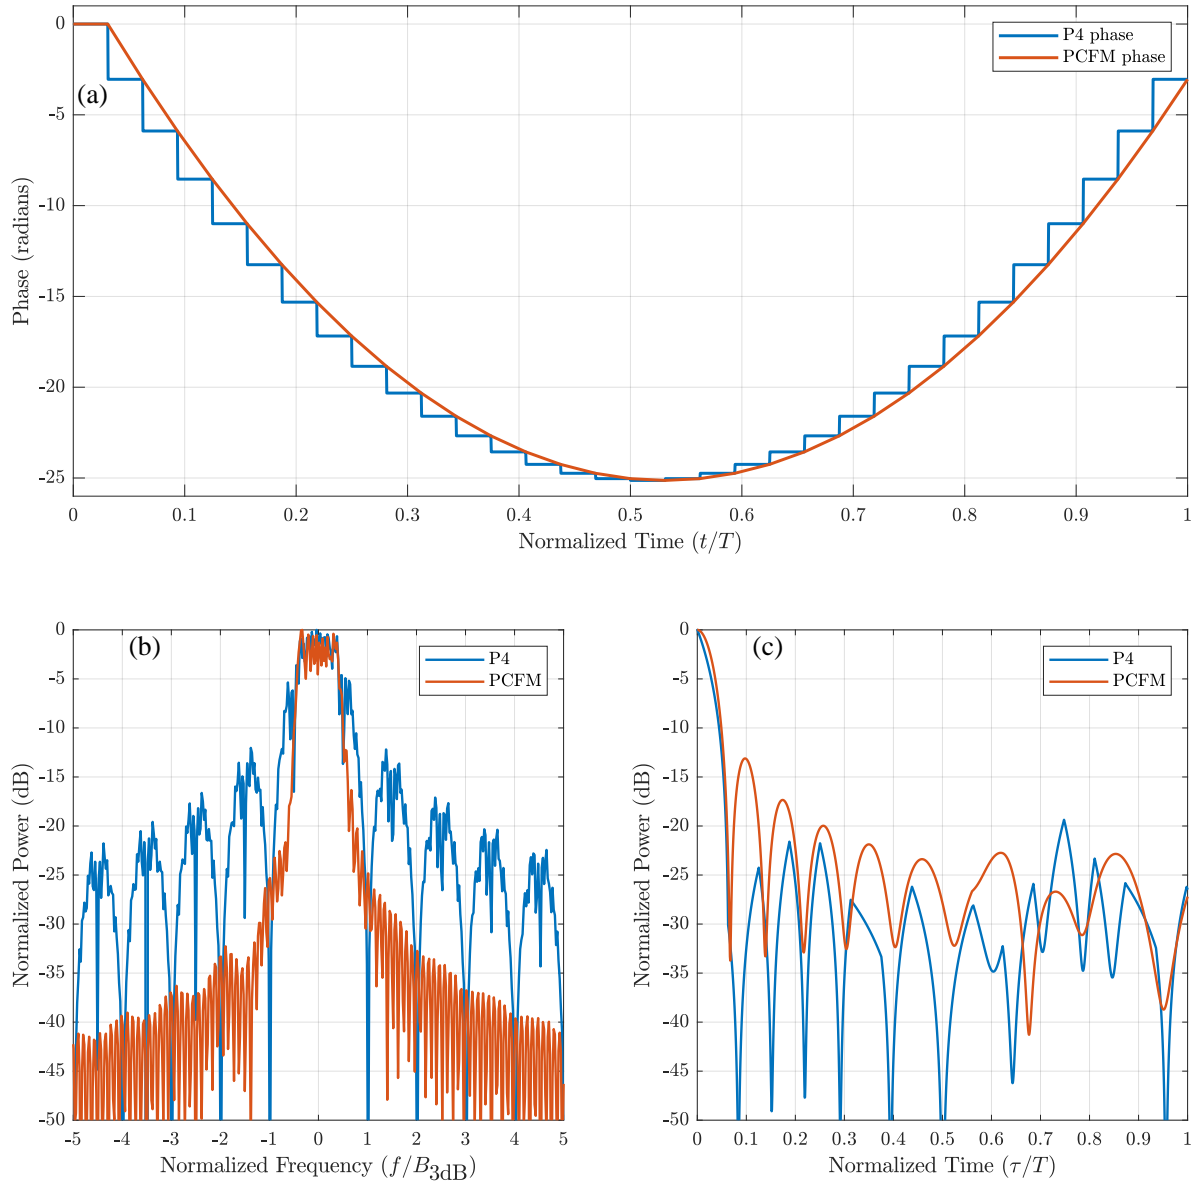 0
-5
-10
-15
-20
-25
Phase (radians)
(a)
P4 phase
PCFM phase
0 0.1 0.2 0.3 0.4 0.5 0.6 0.7 0.8 0.9 1
Normalized Time (t/T)
0
-5
-10
-15
-20
-25
-30
-35
-40
-45
-50
Normalized Power (dB)
(b)
P4
PCFM
-5 -4 -3 -2 -1 0 1 2 3 4 5
Normalized Frequency (f/B3dB)
0
-5
-10
-15
-20
-25
-30
-35
-40
-45
-50
Normalized Power (dB)
(c)
P4
PCFM
0 0.1 0.2 0.3 0.4 0.5 0.6 0.7 0.8 0.9 1
Normalized Time (τ/T)